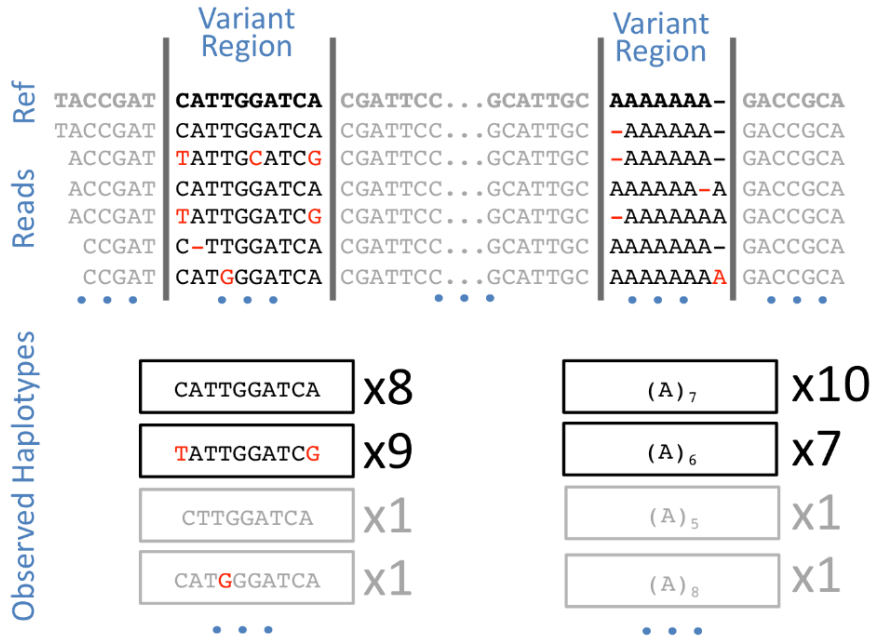 Variant Region Variant Region
Ref TACCGAT CATTGGATCA CGATTCC...GCATTGC AAAAAAA- GACCGCA
Reads
TACCGAT CATTGGATCA CGATTCC...GCATTGC -AAAAAA- GACCGCA
ACCGAT TATTGCATCG CGATTCC...GCATTGC -AAAAAA- GACCGCA
ACCGAT CATTGGATCA CGATTCC...GCATTGC AAAAAA-A GACCGCA
ACCGAT TATTGGATCG CGATTCC...GCATTGC -AAAAAAA GACCGCA
CCGAT C-TTGGATCA CGATTCC...GCATTGC AAAAAAA- GACCGCA
CCGAT CATGGGATCA CGATTCC...GCATTGC AAAAAAAA GACCGCA
... ... ... ... ...
Observed Haplotypes
CATTGGATCA x8 (A)7 x10
TATTGGATCG x9 (A)6 x7
CTTGGATCA x1 (A)5 x1
CATGGGATCA x1 (A)8 x1
... ...